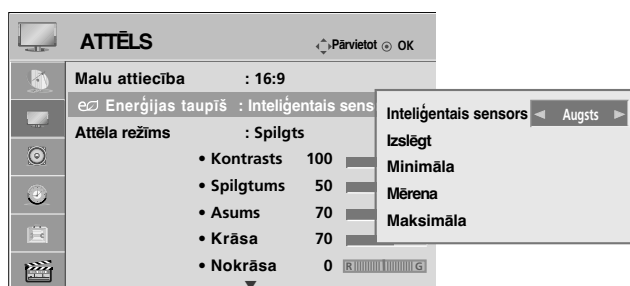 ATTĒLS
Pārvietot OK
Malu attiecība : 16:9
Enerģijas taupīš : Inteliģentais sens
Attēla režīms : Spilgts
• Kontrasts 100
• Spilgtums 50
• Asums 70
• Krāsa 70
• Nokrāsa 0 R G
Inteliģentais sensors ◄ Augsts ►
Izslēgt
Minimāla
Mērena
Maksimāla